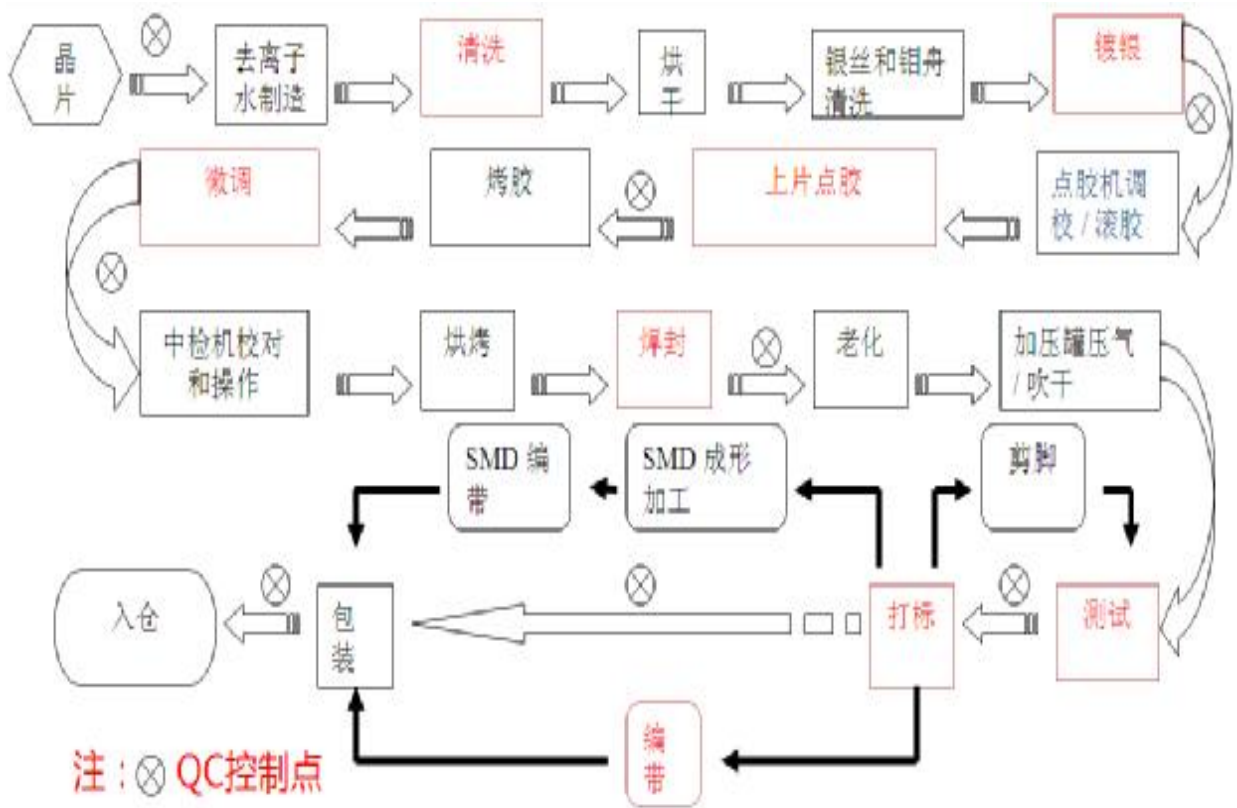 晶
片
去离子
水制造
清洗
烘
干
银丝和钼舟
清洗
镀银
点胶机调
校 / 滚胶
上片点胶
烤胶
微调
中检机校对
和操作
烘烤
焊封
老化
加压罐压气
/ 吹干
SMD 编
带
SMD 成形
加工
剪脚
测试
打标
包
装
入仓
编
带
注：QC控制点